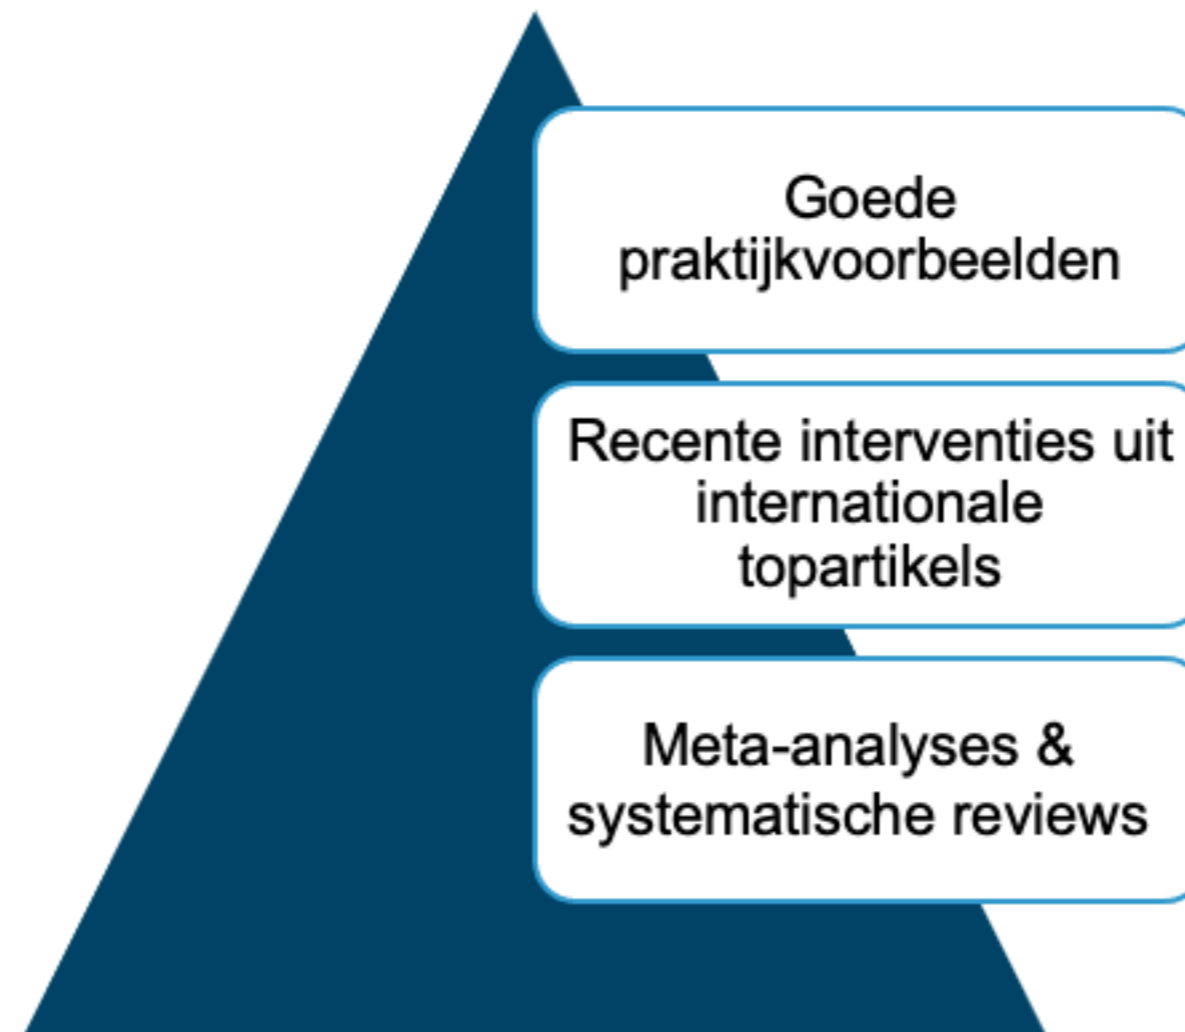 Goede
praktijkvoorbeelden
Recente interventies uit
internationale
topartikels
Meta-analyses &
systematische reviews